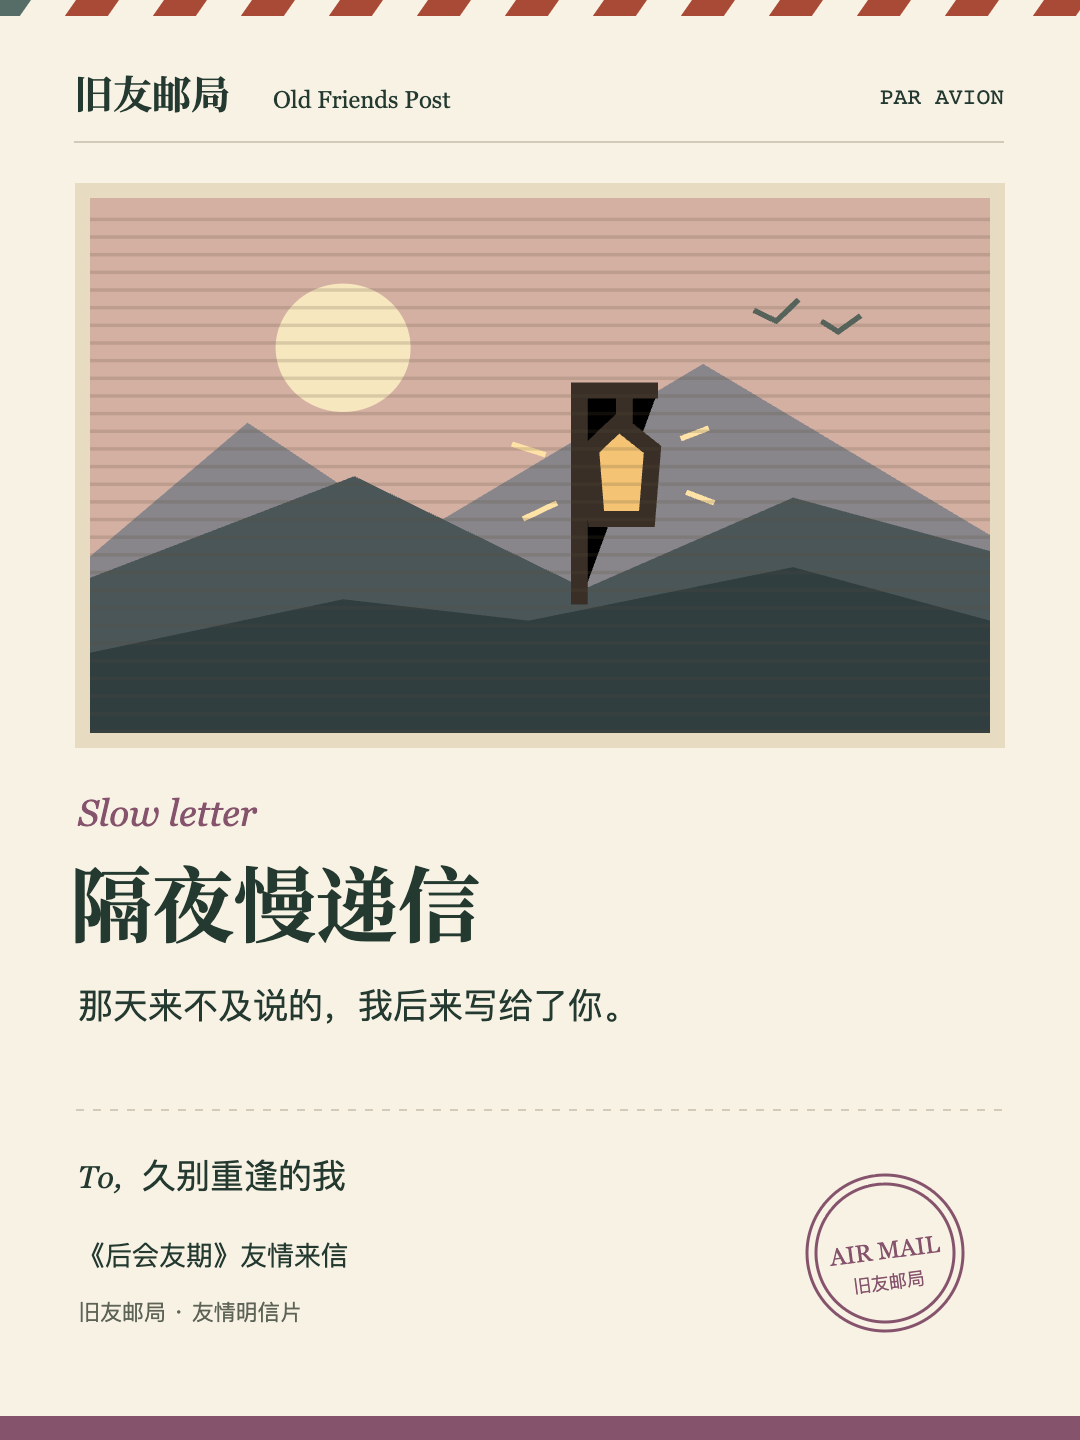 旧友邮局 Old Friends Post PAR AVION
Slow letter
隔夜慢递信
那天来不及说的，我后来写给了你。
To, 久别重逢的我
《后会友期》友情来信
旧友邮局 · 友情明信片
AIR MAIL
旧友邮局